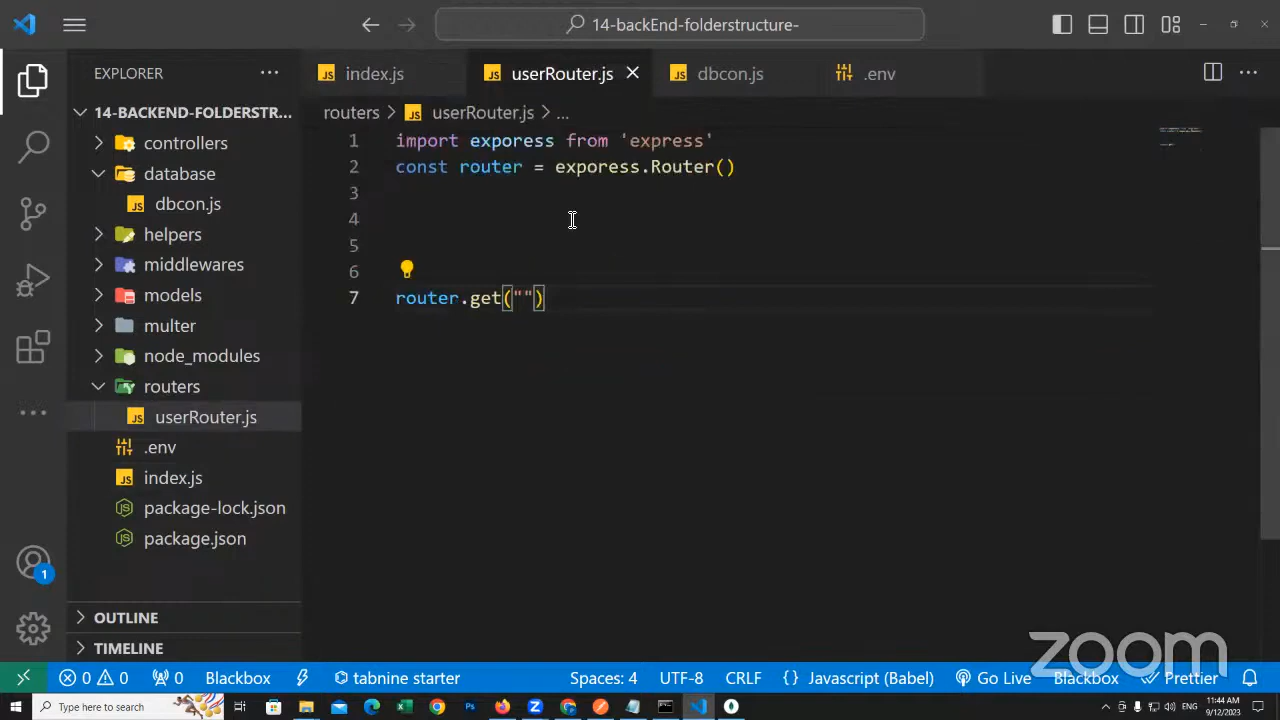 14-backEnd-folderstructure-
EXPLORER
index.js
userRouter.js
dbcon.js
.env
14-BACKEND-FOLDERSTR...
routers > userRouter.js > ...
controllers
database
dbcon.js
helpers
middlewares
models
multer
node_modules
routers
userRouter.js
.env
index.js
package-lock.json
package.json
OUTLINE
TIMELINE
1 import exporess from 'express'
2 const router = exporess.Router()
3
4
5
6
7 router.get("")
1
zoom
0 0 0 Blackbox tabnine starter Spaces: 4 UTF-8 CRLF {} Javascript (Babel) Go Live Blackbox Prettier
Type here to search
ENG
11:44 AM
9/12/2023